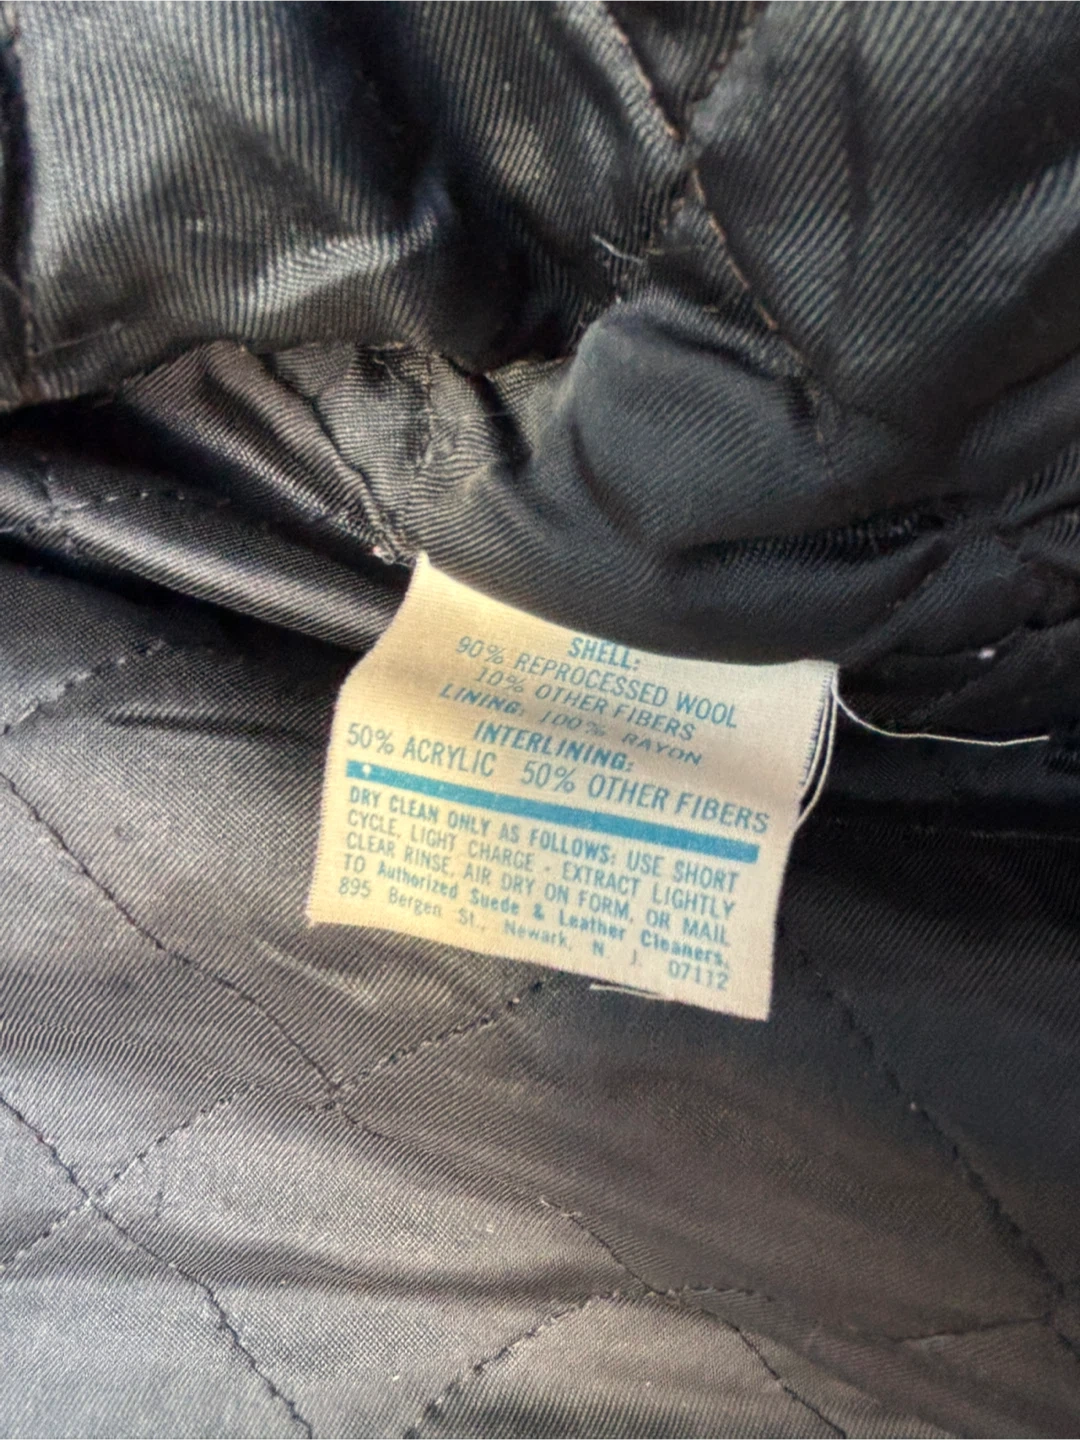 SHELL:
90% REPROCESSED WOOL
10% OTHER FIBERS
LINING: 100% RAYON
INTERLINING:
50% ACRYLIC 50% OTHER FIBERS
DRY CLEAN ONLY AS FOLLOWS: USE SHORT
CYCLE, LIGHT CHARGE - EXTRACT LIGHTLY
CLEAR RINSE, AIR DRY ON FORM, OR MAIL
TO Authorized Suede & Leather Cleaners,
895 Bergen St., Newark, N. J. 07112